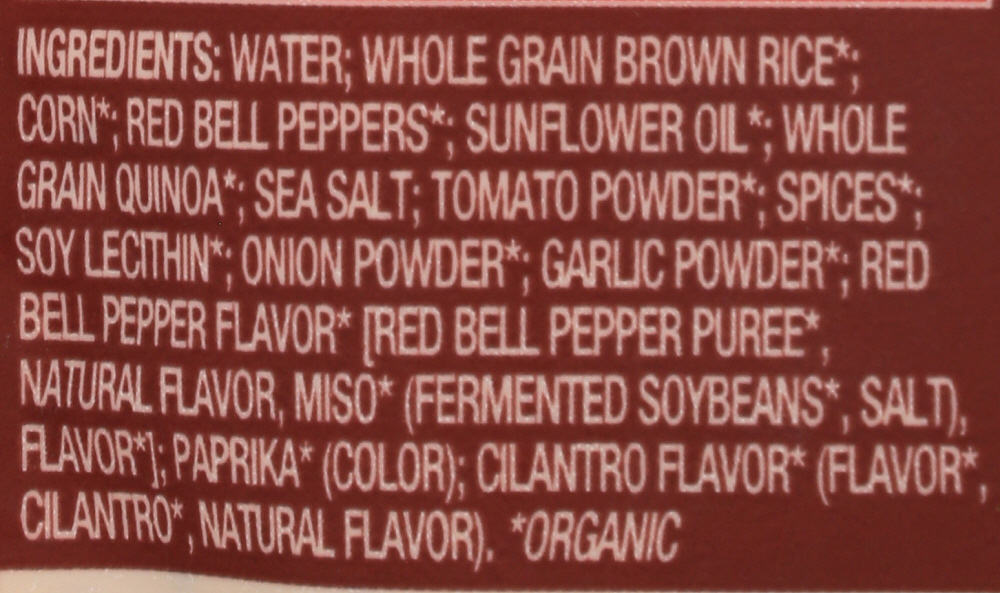 INGREDIENTS: WATER; WHOLE GRAIN BROWN RICE*;
CORN*; RED BELL PEPPERS*; SUNFLOWER OIL*; WHOLE
GRAIN QUINOA*; SEA SALT; TOMATO POWDER*; SPICES*;
SOY LECITHIN*; ONION POWDER*; GARLIC POWDER*; RED
BELL PEPPER FLAVOR* [RED BELL PEPPER PUREE*,
NATURAL FLAVOR, MISO* (FERMENTED SOYBEANS*, SALT),
FLAVOR*]; PAPRIKA* (COLOR); CILANTRO FLAVOR* (FLAVOR*,
CILANTRO*, NATURAL FLAVOR). *ORGANIC